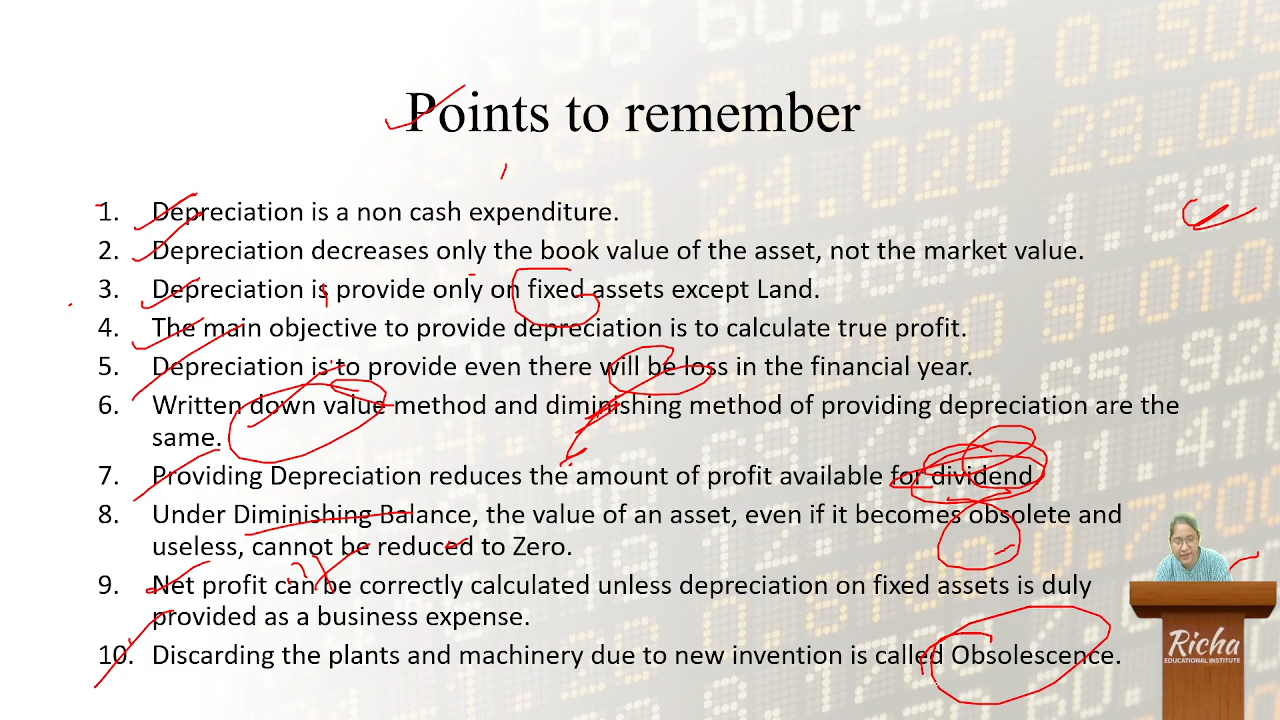 Points to remember
1. Depreciation is a non cash expenditure.
2. Depreciation decreases only the book value of the asset, not the market value.
3. Depreciation is provide only on fixed assets except Land.
4. The main objective to provide depreciation is to calculate true profit.
5. Depreciation is to provide even there will be loss in the financial year.
6. Written down value method and diminishing method of providing depreciation are the
same.
7. Providing Depreciation reduces the amount of profit available for dividend
8. Under Diminishing Balance, the value of an asset, even if it becomes obsolete and
useless, cannot be reduced to Zero.
9. Net profit can be correctly calculated unless depreciation on fixed assets is duly
provided as a business expense.
10. Discarding the plants and machinery due to new invention is called Obsolescence.
Richa
EDUCATIONAL INSTITUTE